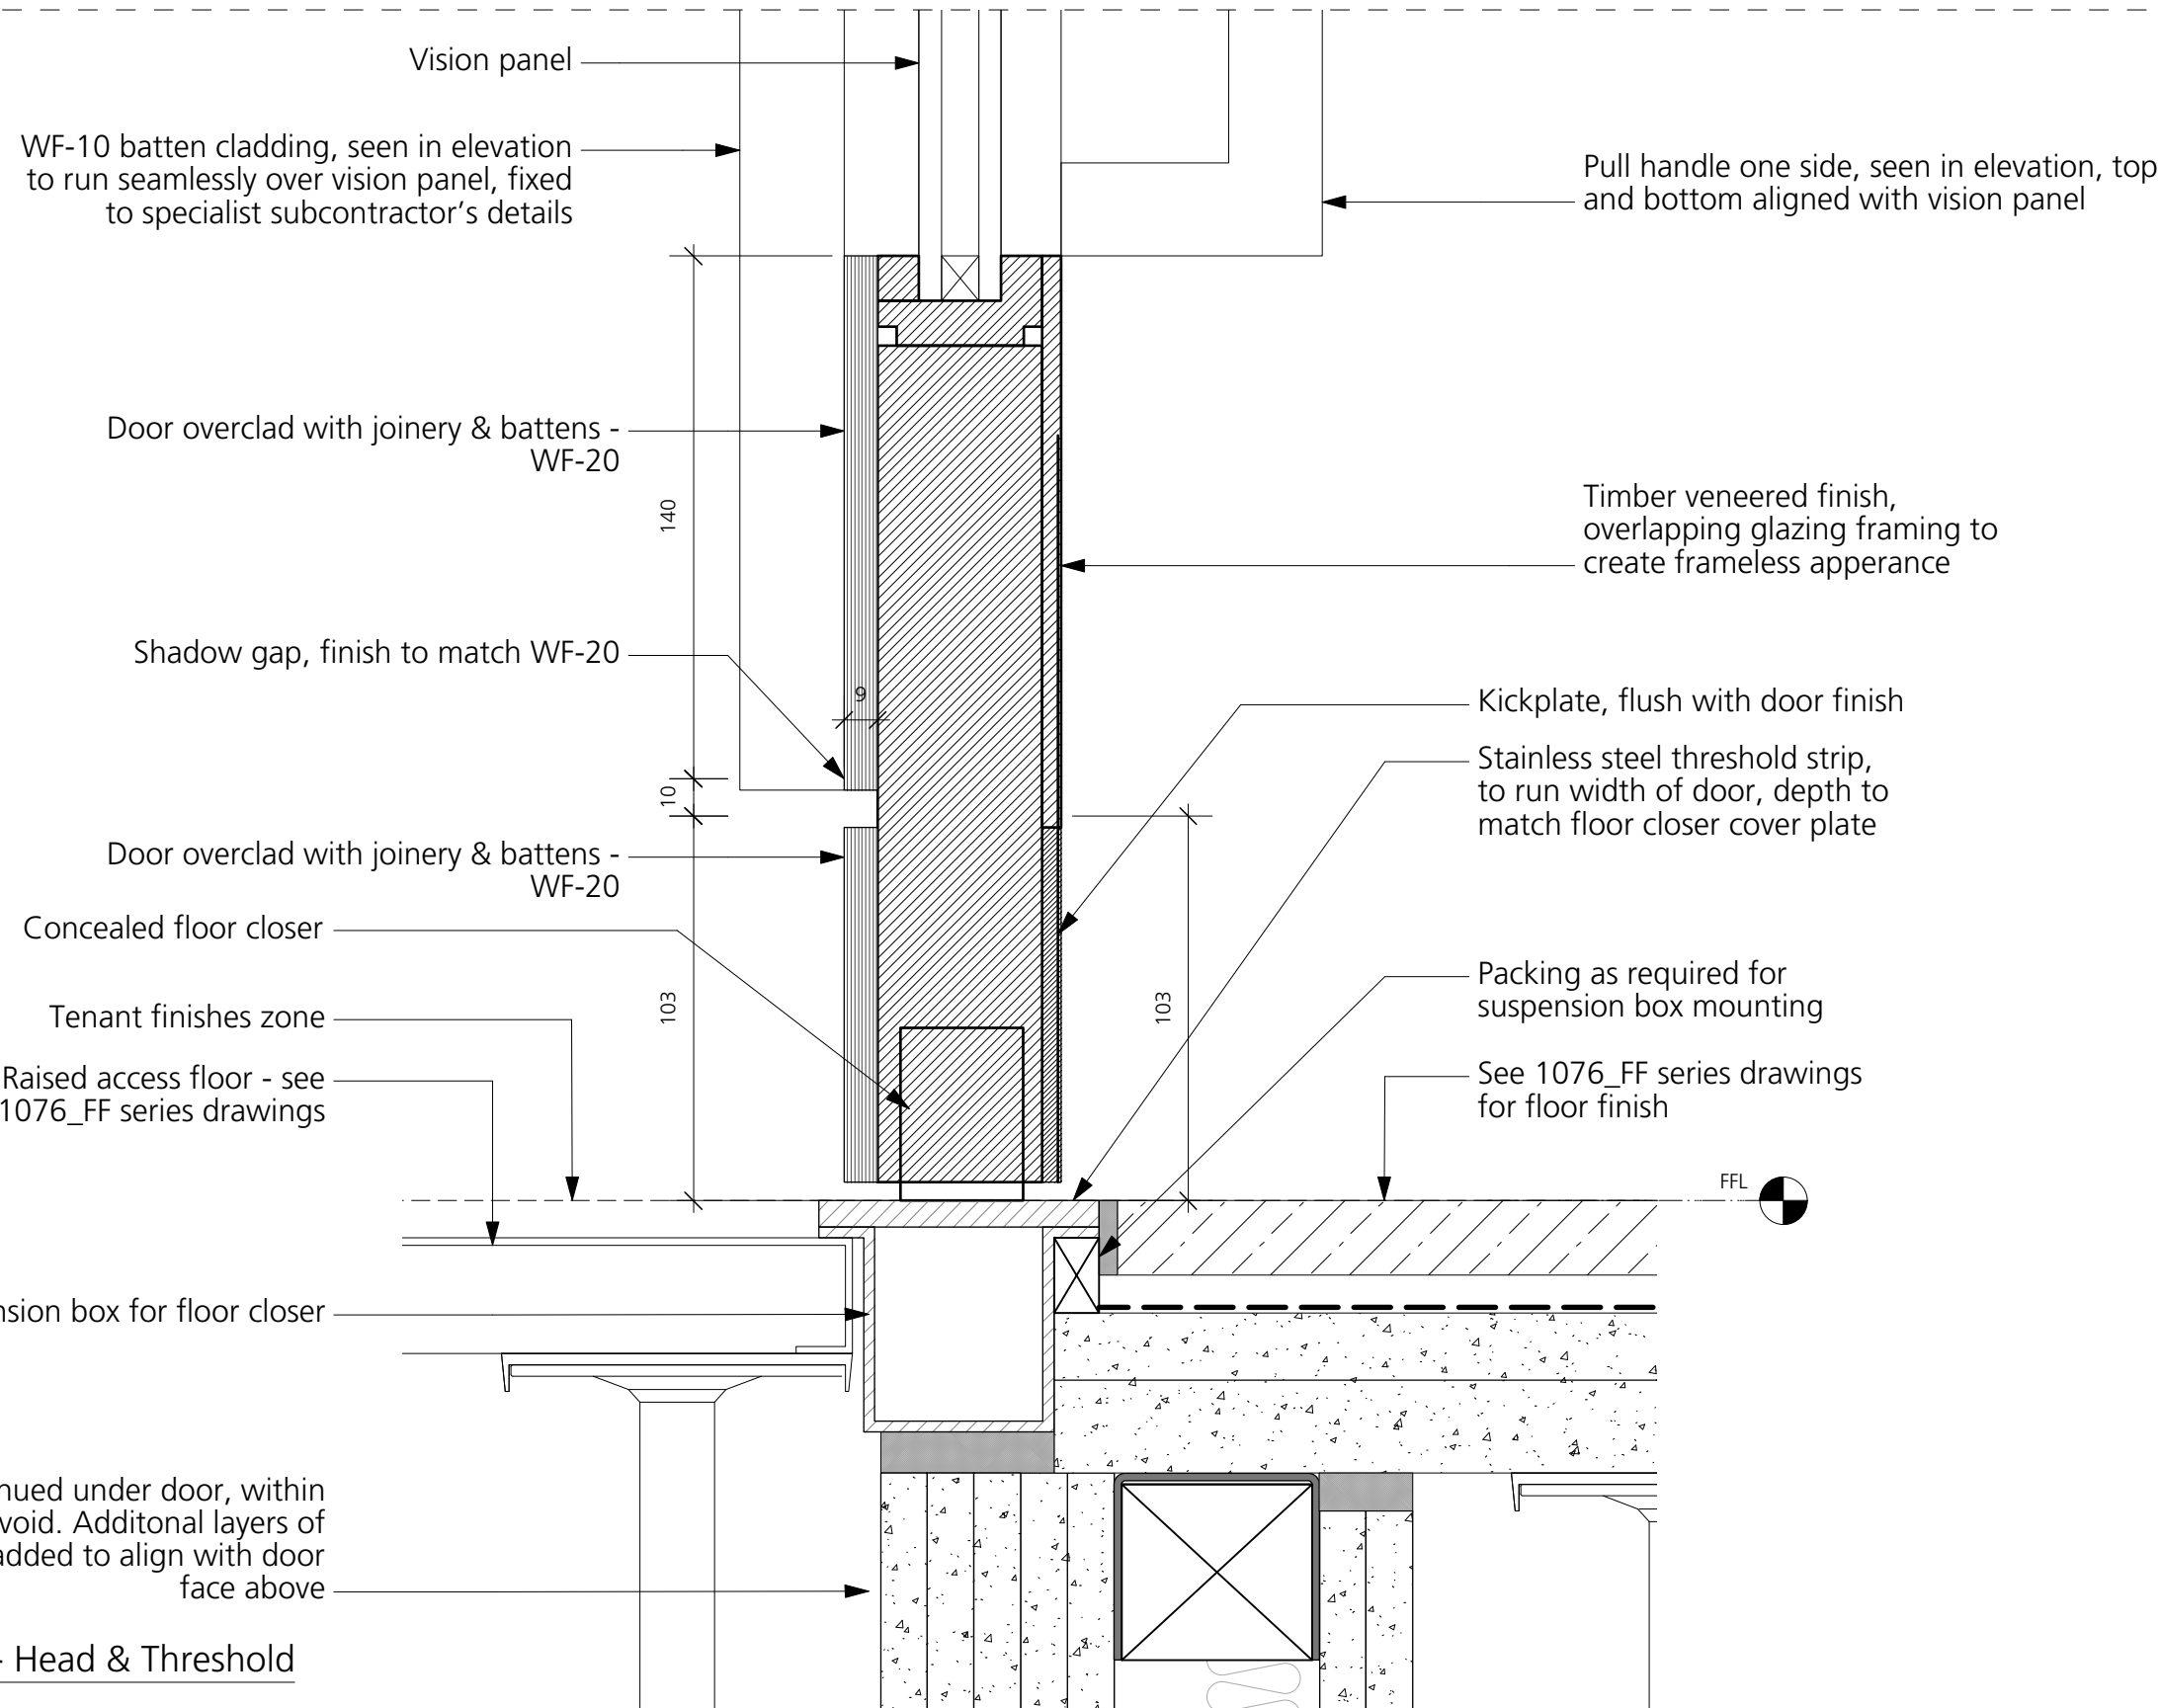 Vision panel
WF-10 batten cladding, seen in elevation
to run seamlessly over vision panel, fixed
to specialist subcontractor's details
Pull handle one side, seen in elevation, top
and bottom aligned with vision panel
Door overclad with joinery & battens -
WF-20
140
Timber veneered finish,
overlapping glazing framing to
create frameless apperance
Shadow gap, finish to match WF-20
9
Kickplate, flush with door finish
Stainless steel threshold strip,
to run width of door, depth to
match floor closer cover plate
10
Door overclad with joinery & battens -
WF-20
Concealed floor closer
Packing as required for
suspension box mounting
103
103
Tenant finishes zone
Raised access floor - see
1076_FF series drawings
See 1076_FF series drawings
for floor finish
FFL
box for floor closer
under door, within
void. Additonal layers of
added to align with door
face above
- Head & Threshold